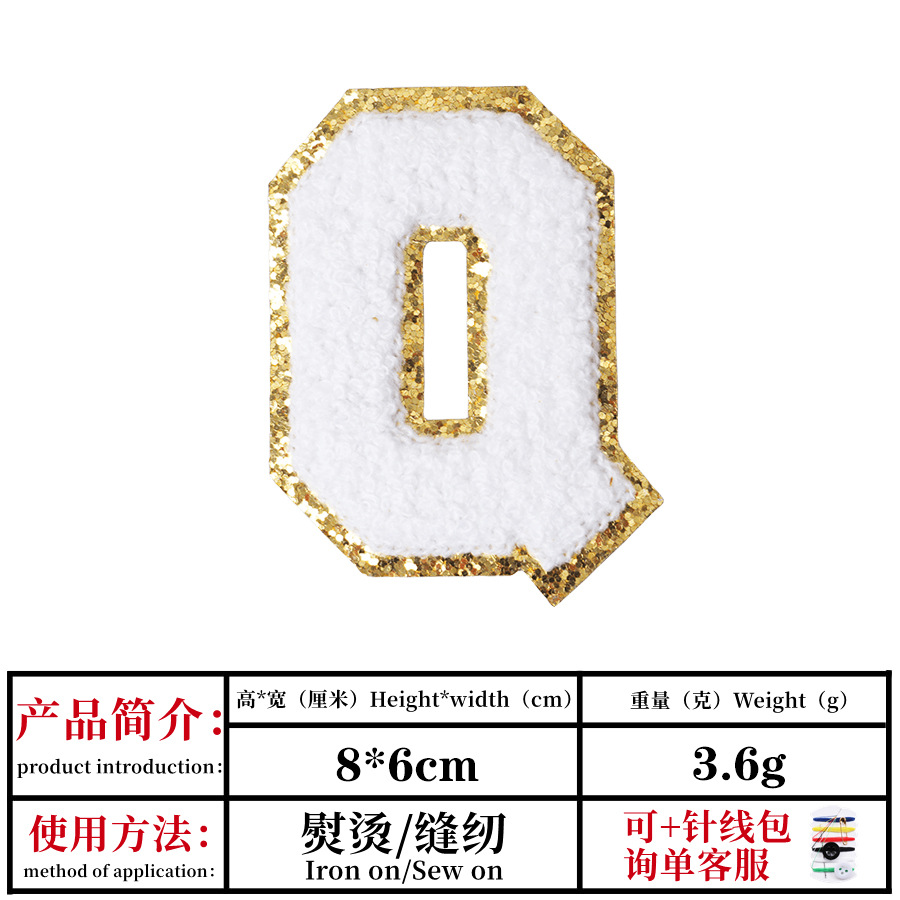 Q
产品简介:
product introduction:
高*宽（厘米）Height*width（cm）
重量（克）Weight（g）
8*6cm
3.6g
使用方法:
method of application:
熨烫/缝纫
Iron on/Sew on
可+针线包
询单客服